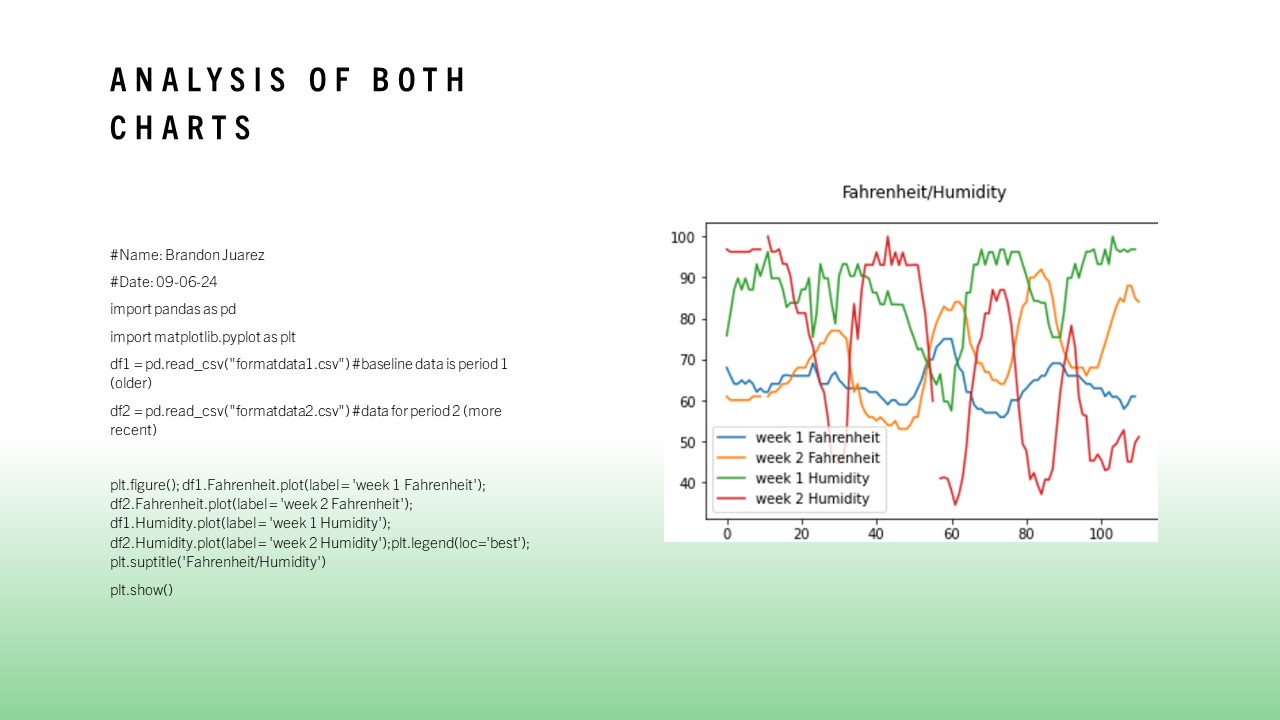 ANALYSIS OF BOTH
CHARTS
#Name: Brandon Juarez
#Date: 09-06-24
import pandas as pd
import matplotlib.pyplot as plt
df1 = pd.read_csv("formatdata1.csv") #baseline data is period 1
(older)
df2 = pd.read_csv("formatdata2.csv") #data for period 2 (more
recent)
plt.figure(); df1.Fahrenheit.plot(label = 'week 1 Fahrenheit');
df2.Fahrenheit.plot(label = 'week 2 Fahrenheit');
df1.Humidity.plot(label = 'week 1 Humidity');
df2.Humidity.plot(label = 'week 2 Humidity');plt.legend(loc='best');
plt.suptitle('Fahrenheit/Humidity')
plt.show()
Fahrenheit/Humidity
100
90
80
70
60
50
40
week 1 Fahrenheit
week 2 Fahrenheit
week 1 Humidity
week 2 Humidity
0 20 40 60 80 100